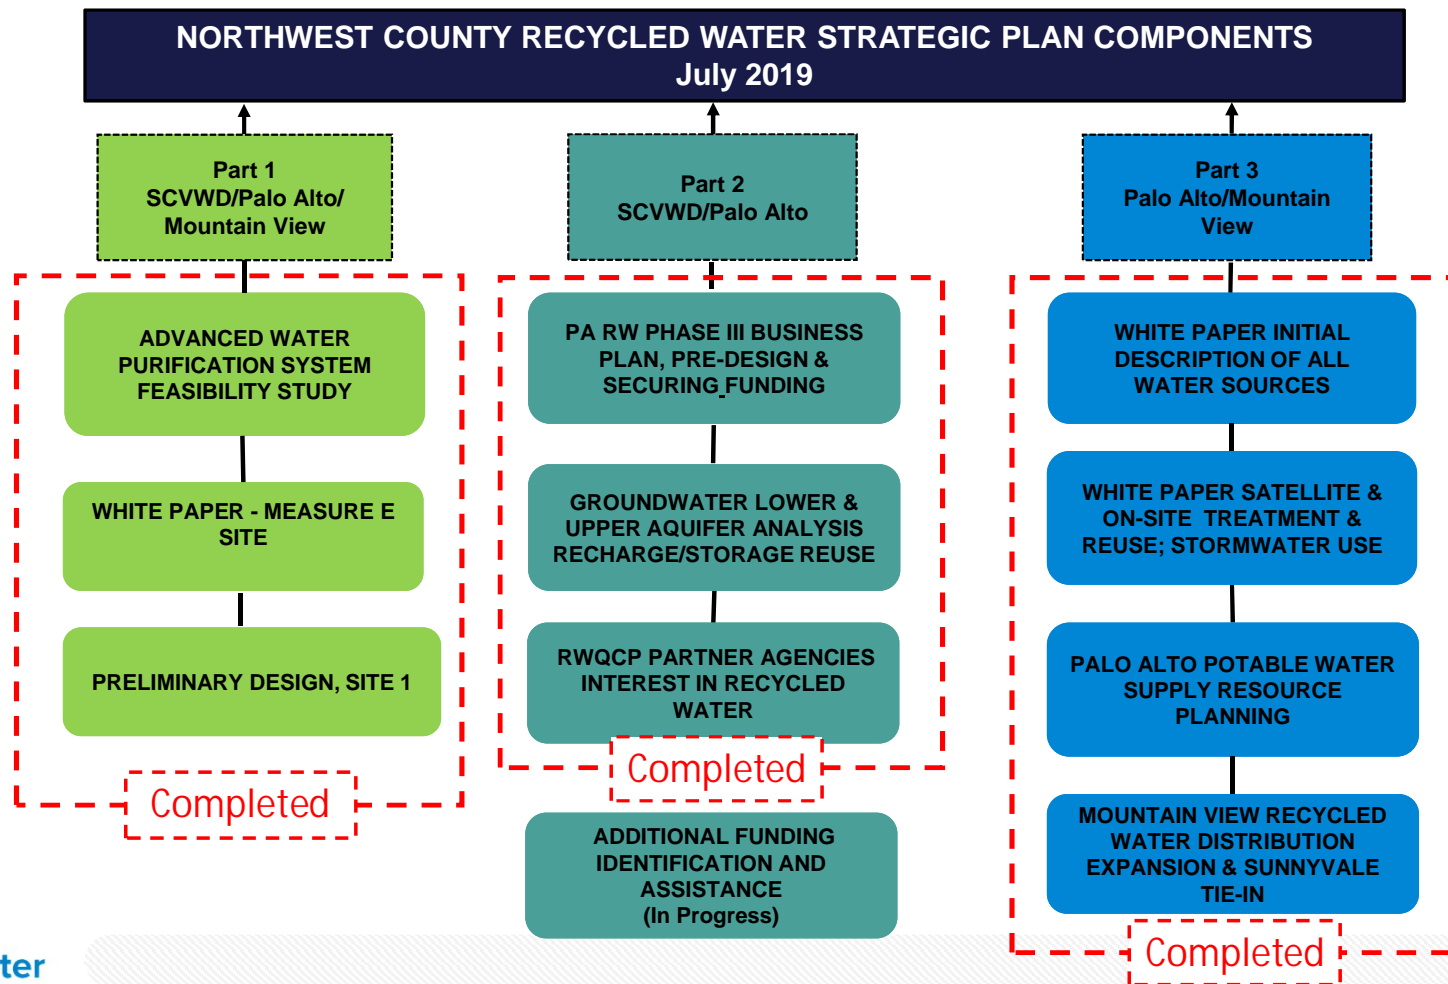 NORTHWEST COUNTY RECYCLED WATER STRATEGIC PLAN COMPONENTS
July 2019
Part 1
SCVWD/Palo Alto/
Mountain View
ADVANCED WATER
PURIFICATION SYSTEM
FEASIBILITY STUDY
WHITE PAPER - MEASURE E
SITE
PRELIMINARY DESIGN, SITE 1
Completed
Part 2
SCVWD/Palo Alto
PA RW PHASE III BUSINESS
PLAN, PRE-DESIGN &
SECURING FUNDING
GROUNDWATER LOWER &
UPPER AQUIFER ANALYSIS
RECHARGE/STORAGE REUSE
RWQCP PARTNER AGENCIES
INTEREST IN RECYCLED
WATER
Completed
ADDITIONAL FUNDING
IDENTIFICATION AND
ASSISTANCE
(In Progress)
Part 3
Palo Alto/Mountain
View
WHITE PAPER INITIAL
DESCRIPTION OF ALL
WATER SOURCES
WHITE PAPER SATELLITE &
ON-SITE TREATMENT &
REUSE; STORMWATER USE
PALO ALTO POTABLE WATER
SUPPLY RESOURCE
PLANNING
MOUNTAIN VIEW RECYCLED
WATER DISTRIBUTION
EXPANSION & SUNNYVALE
TIE-IN
Completed
ter